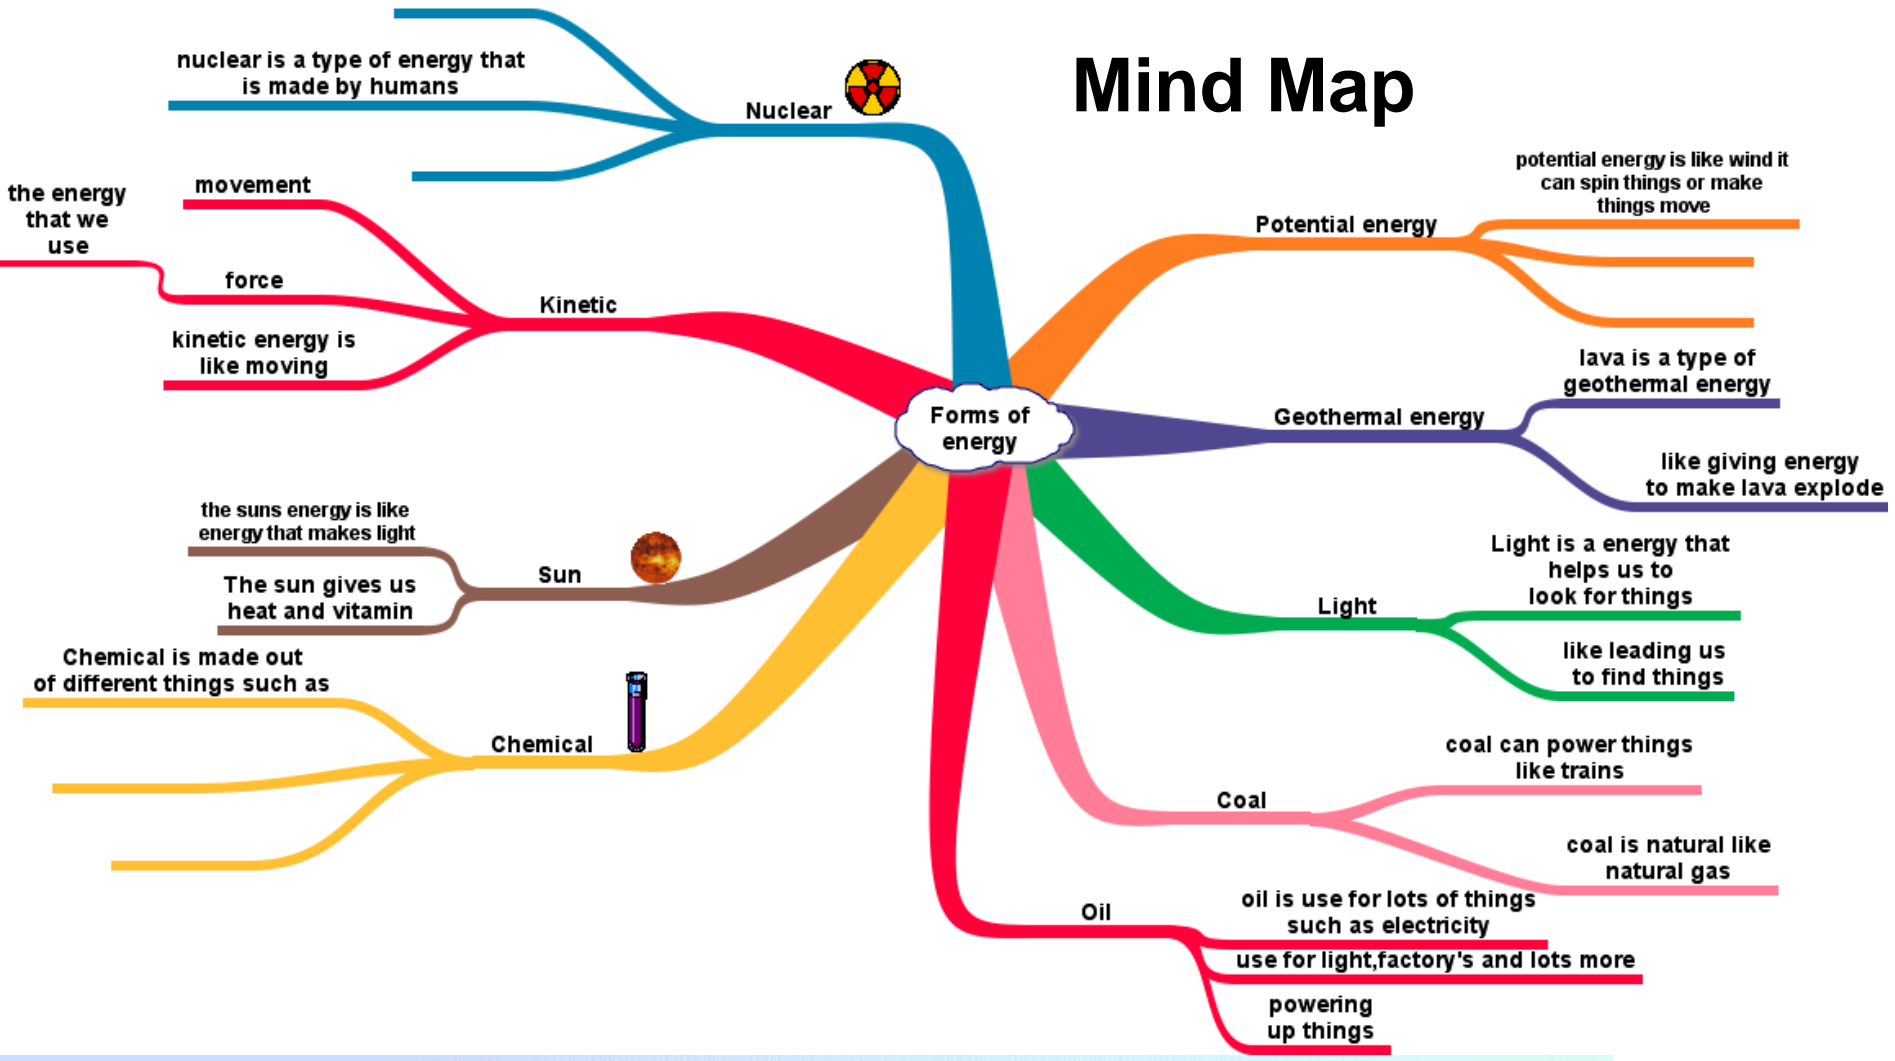 Mind Map
Forms of
energy
Nuclear
nuclear is a type of energy that
is made by humans
Kinetic
movement
force
the energy
that we
use
kinetic energy is
like moving
Sun
the suns energy is like
energy that makes light
The sun gives us
heat and vitamin
Chemical
Chemical is made out
of different things such as
Potential energy
potential energy is like wind it
can spin things or make
things move
Geothermal energy
lava is a type of
geothermal energy
like giving energy
to make lava explode
Light
Light is a energy that
helps us to
look for things
like leading us
to find things
Coal
coal can power things
like trains
coal is natural like
natural gas
Oil
oil is use for lots of things
such as electricity
use for light,factory's and lots more
powering
up things